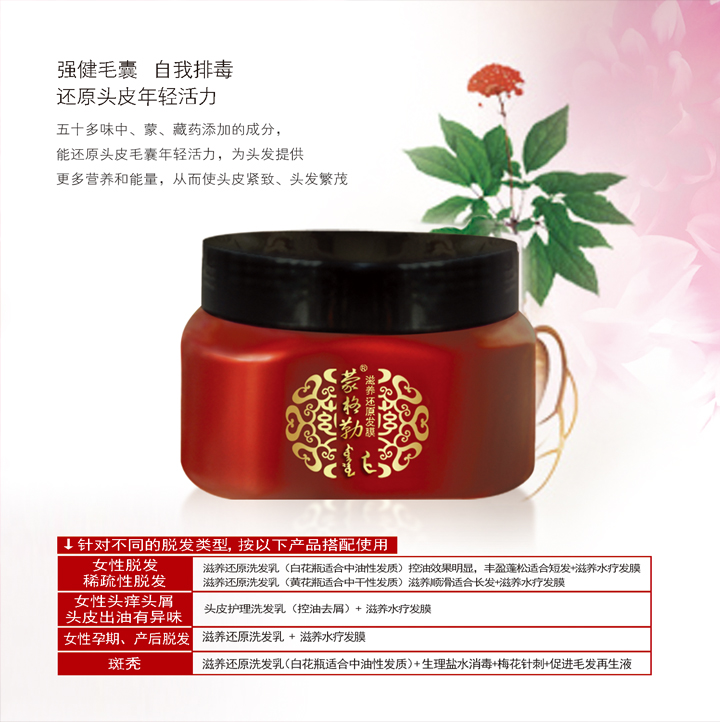 强健毛囊 自我排毒
还原头皮年轻活力
五十多味中、蒙、藏药添加的成分，
能还原头皮毛囊年轻活力，为头发提供
更多营养和能量，从而使头皮紧致、头发繁茂
蒙格勒®
滋养还原发膜
↓针对不同的脱发类型，按以下产品搭配使用
女性脱发
稀疏性脱发
滋养还原洗发乳（白花瓶适合中油性发质）控油效果明显，丰盈蓬松适合短发+滋养水疗发膜
滋养还原洗发乳（黄花瓶适合中干性发质）滋养顺滑适合长发+滋养水疗发膜
女性头痒头屑
头皮出油有异味
头皮护理洗发乳（控油去屑）+ 滋养水疗发膜
女性孕期、产后脱发
滋养还原洗发乳 + 滋养水疗发膜
斑秃
滋养还原洗发乳(白花瓶适合中油性发质)+生理盐水消毒+梅花针刺+促进毛发再生液